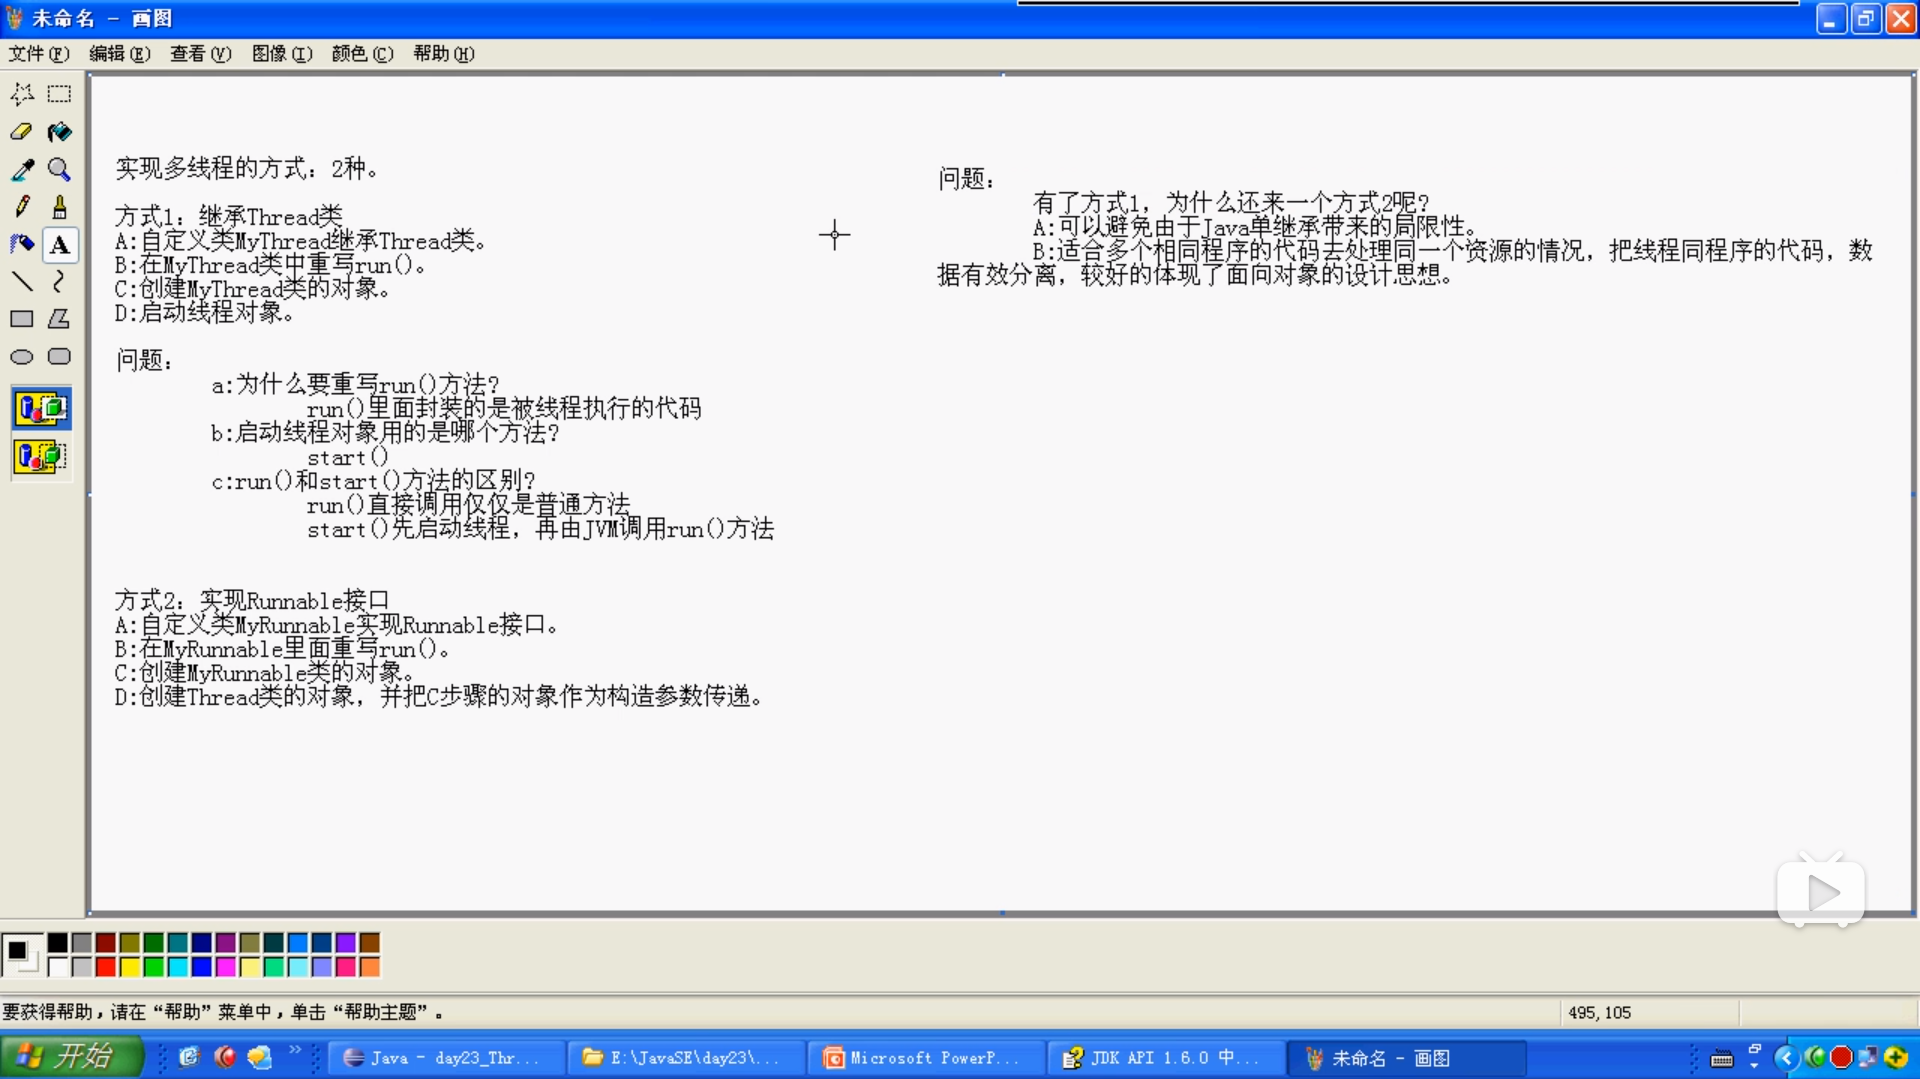 未命名 - 画图
文件(F) 编辑(E) 查看(V) 图像(I) 颜色(C) 帮助(H)
实现多线程的方式：2种。
方式1：继承Thread类
A:自定义类MyThread继承Thread类。
B:在MyThread类中重写run()。
C:创建MyThread类的对象。
D:启动线程对象。
问题：
a:为什么要重写run()方法?
run()里面封装的是被线程执行的代码
b:启动线程对象用的是哪个方法?
start()
c:run()和start()方法的区别?
run()直接调用仅仅是普通方法
start()先启动线程，再由JVM调用run()方法
方式2：实现Runnable接口
A:自定义类MyRunnable实现Runnable接口。
B:在MyRunnable里面重写run()。
C:创建MyRunnable类的对象。
D:创建Thread类的对象，并把C步骤的对象作为构造参数传递。
问题：
有了方式1，为什么还来一个方式2呢?
A:可以避免由于Java单继承带来的局限性。
B:适合多个相同程序的代码去处理同一个资源的情况，把线程同程序的代码，数
据有效分离，较好的体现了面向对象的设计思想。
A
要获得帮助，请在“帮助”菜单中，单击“帮助主题”。
495,105
开始
Java - day23_Thr...
E:\JavaSE\day23\...
Microsoft PowerP...
JDK API 1.6.0 中...
未命名 - 画图